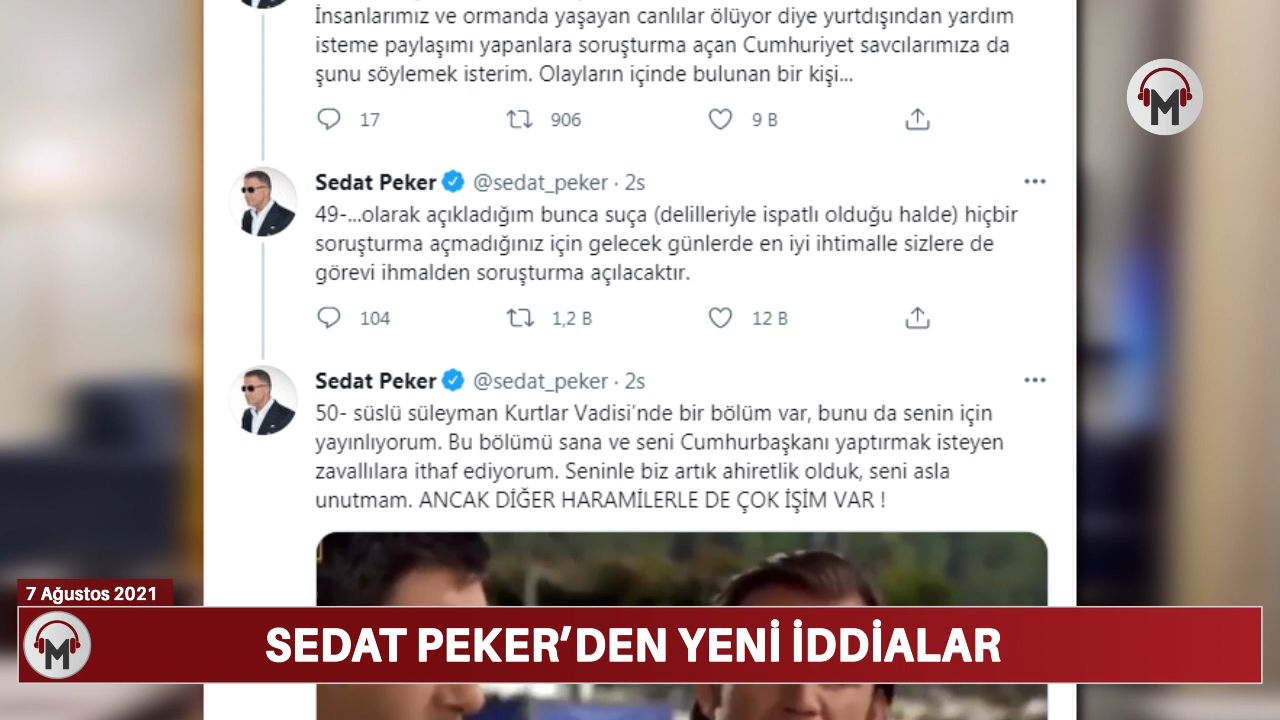 İnsanlarımız ve ormanda yaşayan canlılar ölüyor diye yurtdışından yardım
isteme paylaşımı yapanlara soruşturma açan Cumhuriyet savcılarımıza da
şunu söylemek isterim. Olayların içinde bulunan bir kişi...
17 906 9 B
M
Sedat Peker @sedat_peker · 2s
49-...olarak açıkladığım bunca suça (delilleriyle ispatlı olduğu halde) hiçbir
soruşturma açmadığınız için gelecek günlerde en iyi ihtimalle sizlere de
görevi ihmalden soruşturma açılacaktır.
104 1,2 B 12 B
Sedat Peker @sedat_peker · 2s
50- süslü süleyman Kurtlar Vadisi'nde bir bölüm var, bunu da senin için
yayınlıyorum. Bu bölümü sana ve seni Cumhurbaşkanı yaptırmak isteyen
zavallılara ithaf ediyorum. Seninle biz artık ahiretlik olduk, seni asla
unutmam. ANCAK DİĞER HARAMİLERLE DE ÇOK İŞİM VAR !
7 Ağustos 2021
M
SEDAT PEKER'DEN YENİ İDDİALAR